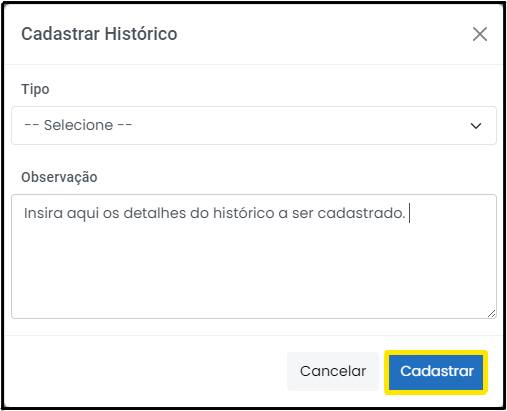 Cadastrar Histórico
Tipo
-- Selecione --
Observação
Insira aqui os detalhes do histórico a ser cadastrado.
Cancelar
Cadastrar